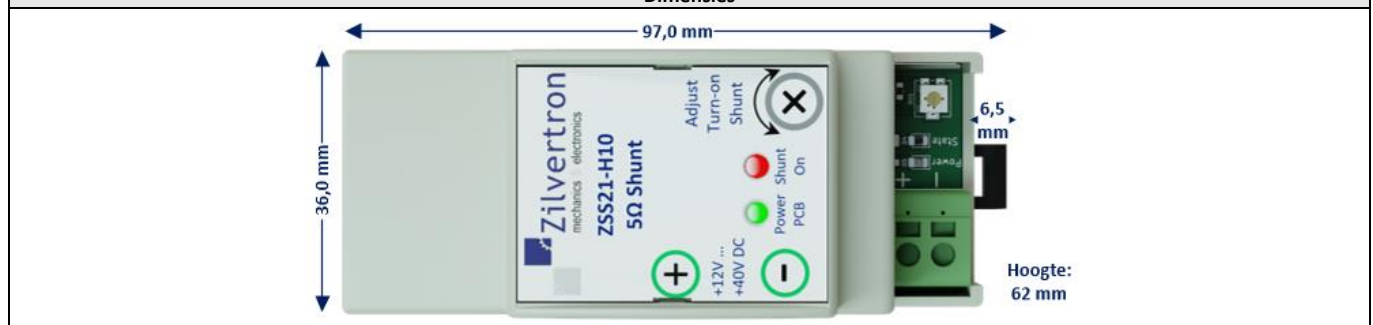 Dimensies
97,0 mm
36,0 mm
6,5
mm
Hoogte:
62 mm
Zilvertron
mechanics & electronics
ZSS21-H10
5Ω Shunt
Adjust
Turn-on
Shunt
Shunt
On
Power
PCB
+12V ...
+40V DC
+
-
State
Power
+
-